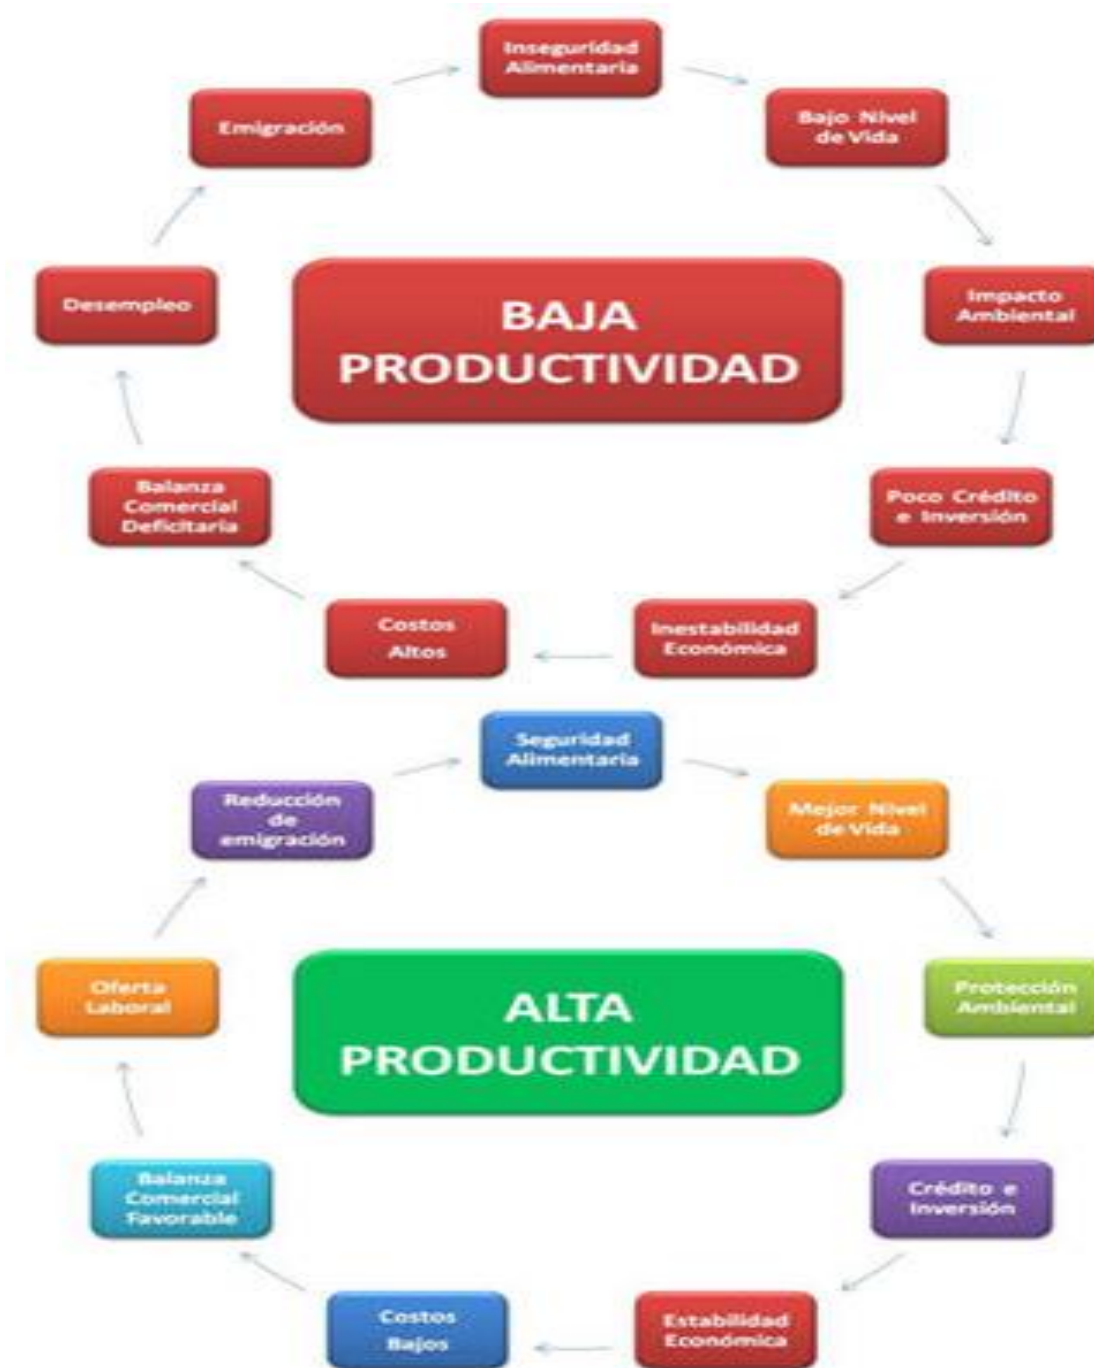 Inseguridad
Alimentaria
Bajo Nivel
de Vida
Impacto
Ambiental
Poco Crédito
e Inversión
Inestabilidad
Económica
Costos
Altos
Balanza
Comercial
Deficitaria
Desempleo
Emigración
BAJA
PRODUCTIVIDAD
Seguridad
Alimentaria
Mejor Nivel
de Vida
Protección
Ambiental
Crédito e
Inversión
Estabilidad
Económica
Costos
Bajos
Balanza
Comercial
Favorable
Oferta
Laboral
Reducción
de
emigración
ALTA
PRODUCTIVIDAD